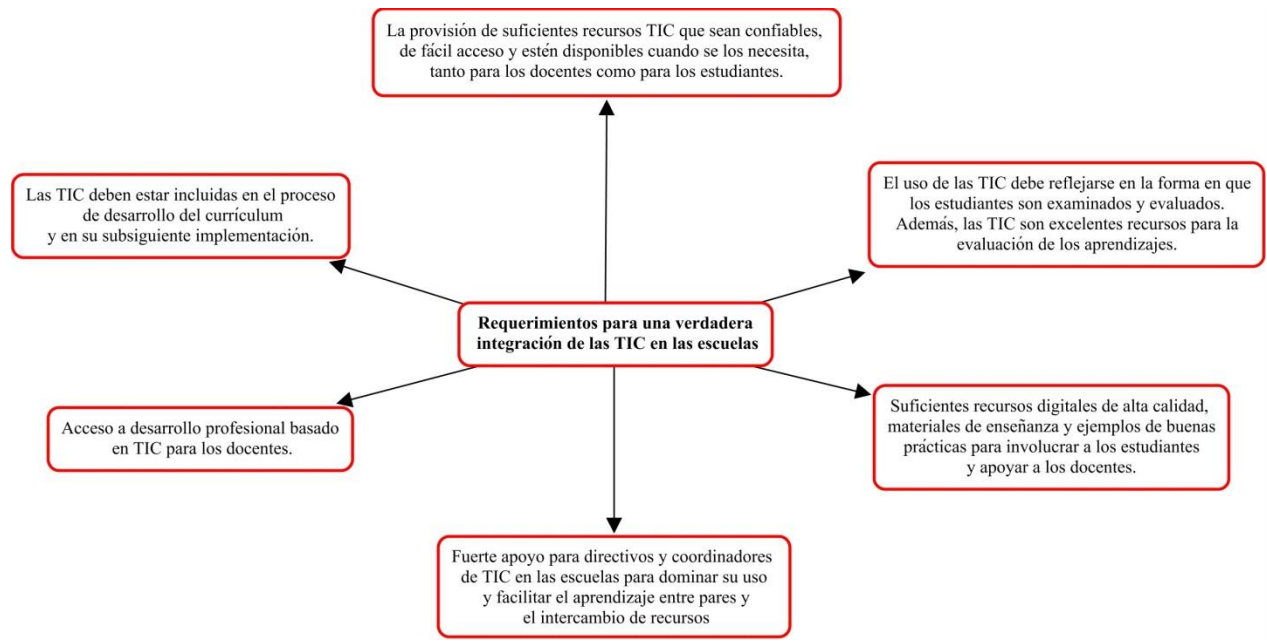 La provisión de suficientes recursos TIC que sean confiables,
de fácil acceso y estén disponibles cuando se los necesita,
tanto para los docentes como para los estudiantes.
Las TIC deben estar incluidas en el proceso
de desarrollo del currículum
y en su subsiguiente implementación.
El uso de las TIC debe reflejarse en la forma en que
los estudiantes son examinados y evaluados.
Además, las TIC son excelentes recursos para la
evaluación de los aprendizajes.
Requerimientos para una verdadera
integración de las TIC en las escuelas
Acceso a desarrollo profesional basado
en TIC para los docentes.
Suficientes recursos digitales de alta calidad,
materiales de enseñanza y ejemplos de buenas
prácticas para involucrar a los estudiantes
y apoyar a los docentes.
Fuerte apoyo para directivos y coordinadores
de TIC en las escuelas para dominar su uso
y facilitar el aprendizaje entre pares y
el intercambio de recursos